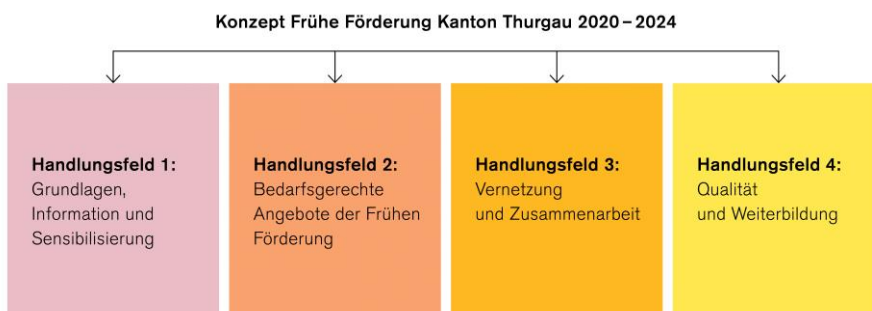 Konzept Frühe Förderung Kanton Thurgau 2020 – 2024
Handlungsfeld 1:
Grundlagen,
Information und
Sensibilisierung
Handlungsfeld 2:
Bedarfsgerechte
Angebote der Frühen
Förderung
Handlungsfeld 3:
Vernetzung
und Zusammenarbeit
Handlungsfeld 4:
Qualität
und Weiterbildung